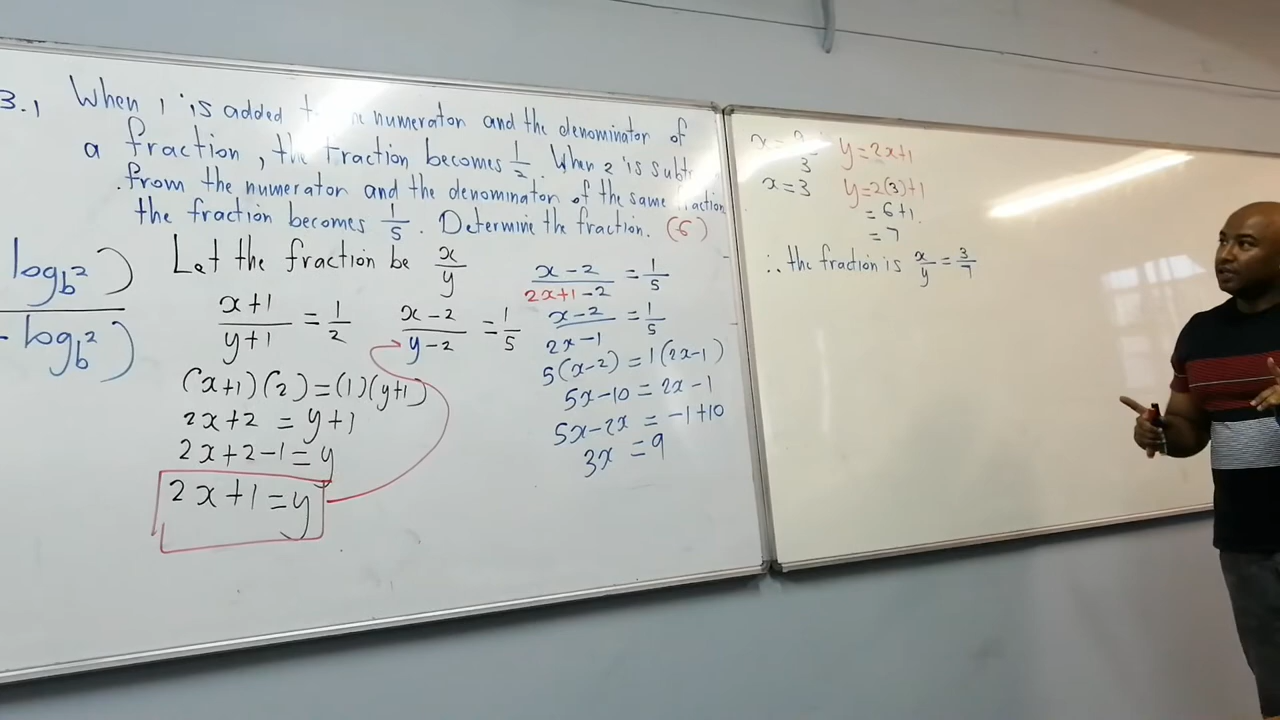 3.1 When 1 is added t he numerator and the denominator of
a fraction, the fraction becomes 1/2. When 2 is subtr
from the numerator and the denominator of the same fraction
the fraction becomes 1/5. Determine the fraction. (6)
log_b 2)
- log_b 2)
Let the fraction be x/y
(x+1)/(y+1) = 1/2
(x+1)(2) = (1)(y+1)
2x+2 = y+1
2x+2-1 = y
2x+1 = y
(x-2)/(y-2) = 1/5
(x-2)/(2x+1-2) = 1/5
(x-2)/(2x-1) = 1/5
5(x-2) = 1(2x-1)
5x-10 = 2x-1
5x-2x = -1+10
3x = 9
x = /3
x = 3
y = 2x+1
y = 2(3)+1
= 6+1
= 7
∴ the fraction is x/y = 3/7